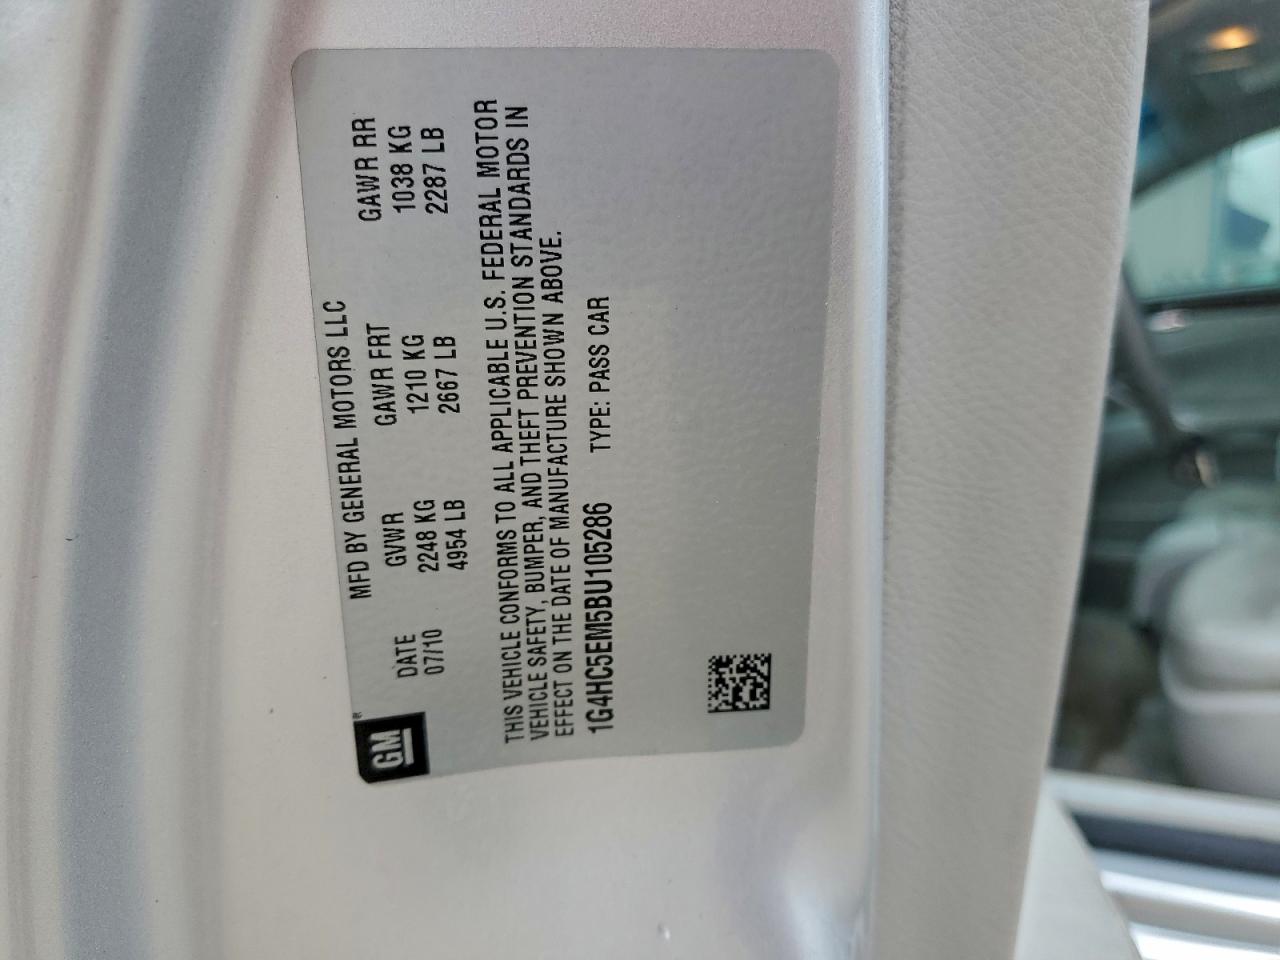 GM®
MFD BY GENERAL MOTORS LLC
DATE GVWR GAWR FRT GAWR RR
07/10 2248 KG 1210 KG 1038 KG
4954 LB 2667 LB 2287 LB
THIS VEHICLE CONFORMS TO ALL APPLICABLE U.S. FEDERAL MOTOR
VEHICLE SAFETY, BUMPER, AND THEFT PREVENTION STANDARDS IN
EFFECT ON THE DATE OF MANUFACTURE SHOWN ABOVE.
1G4HC5EM5BU105286 TYPE: PASS CAR